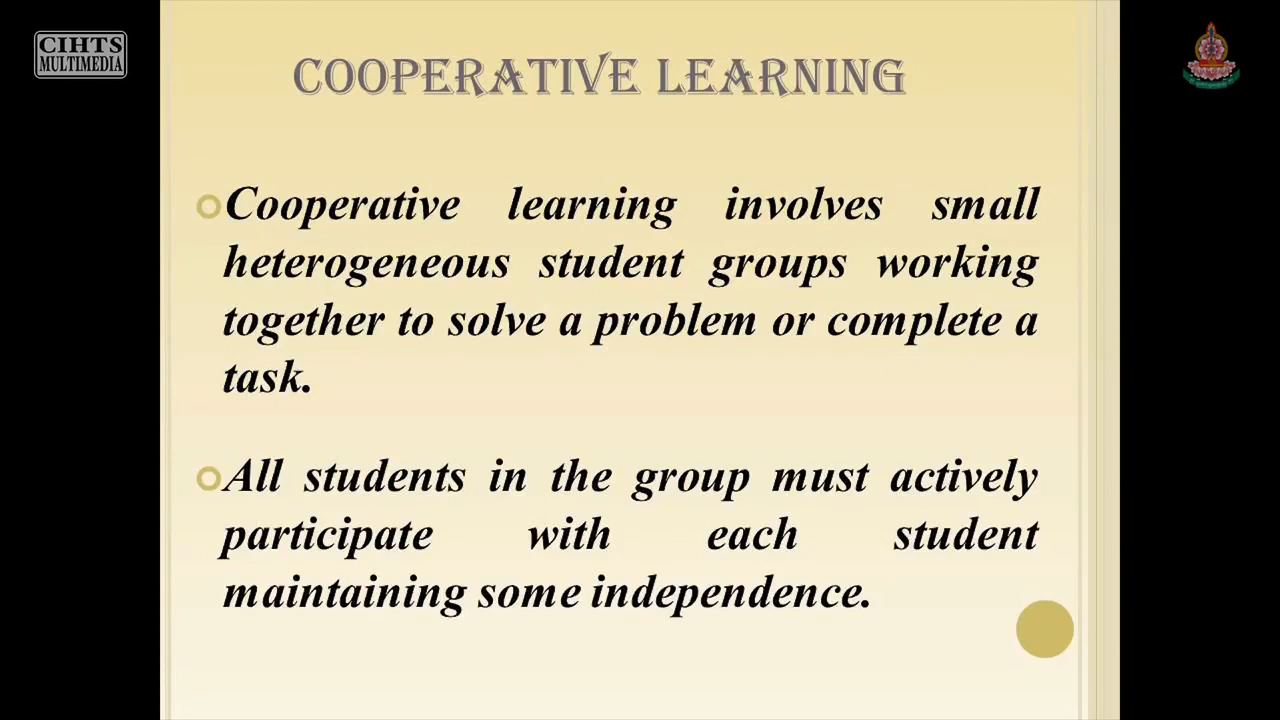 CIHTS
MULTIMEDIA
COOPERATIVE LEARNING
Cooperative learning involves small
heterogeneous student groups working
together to solve a problem or complete a
task.
All students in the group must actively
participate with each student
maintaining some independence.